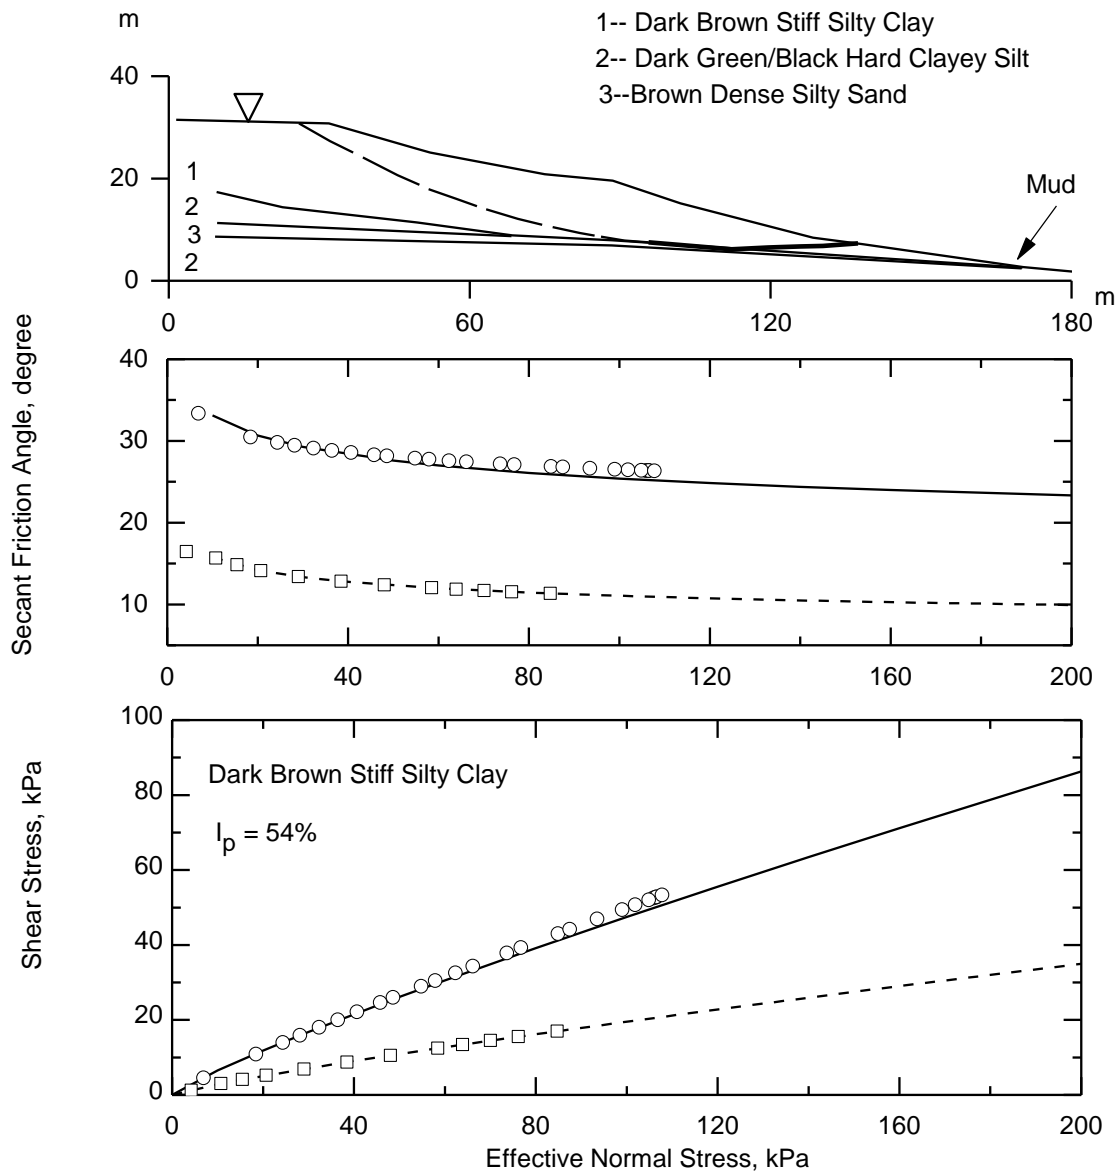 m
1-- Dark Brown Stiff Silty Clay
2-- Dark Green/Black Hard Clayey Silt
3--Brown Dense Silty Sand
40
20
0
1
2
3
2
Mud
m
0 60 120 180
Secant Friction Angle, degree
40
30
20
10
0 40 80 120 160 200
Shear Stress, kPa
100
80
60
40
20
0
Dark Brown Stiff Silty Clay
Ip = 54%
0 40 80 120 160 200
Effective Normal Stress, kPa